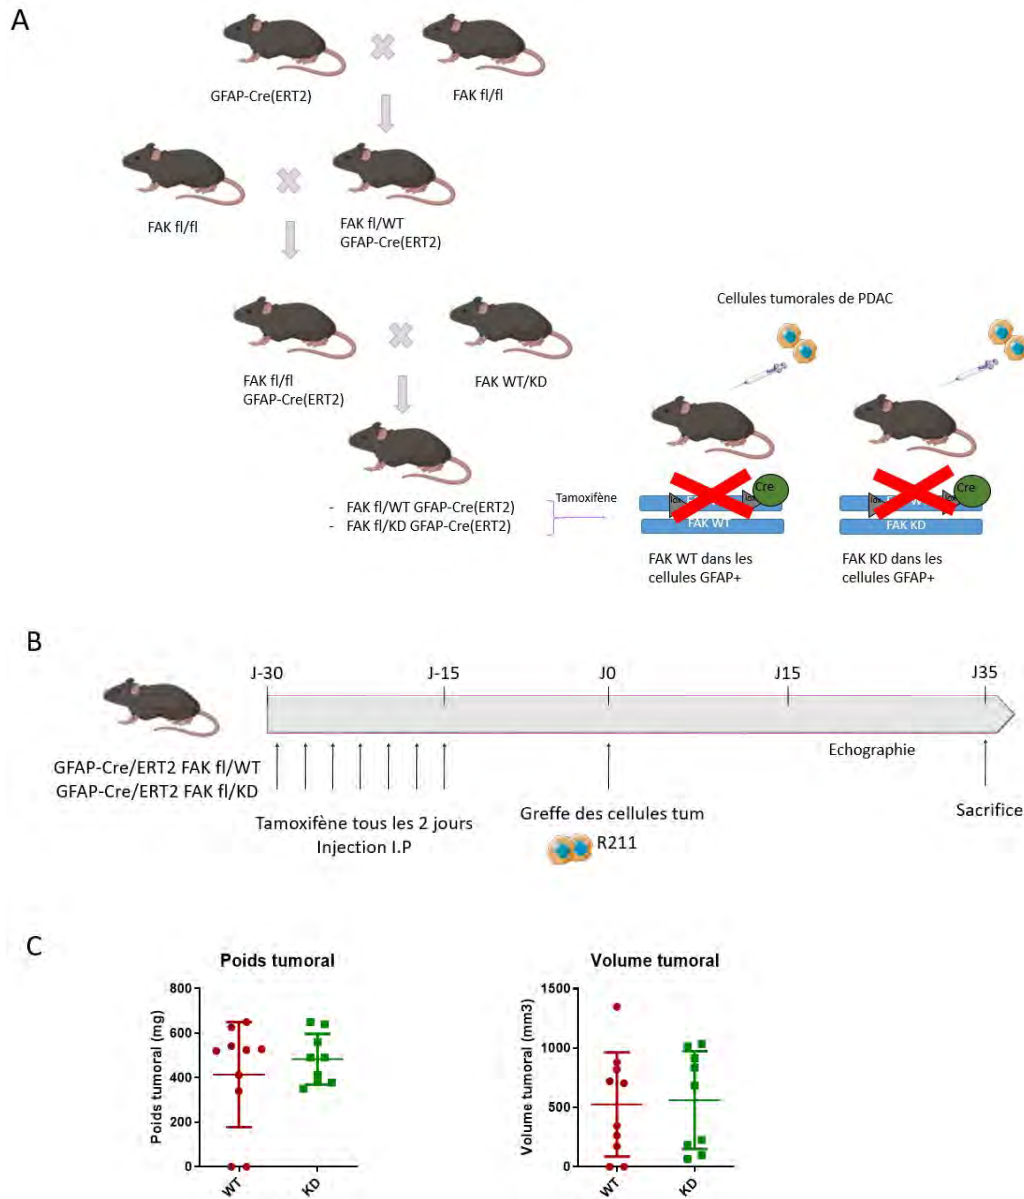 A
GFAP-Cre(ERT2)
FAK fl/fl
FAK fl/fl
FAK fl/WT
GFAP-Cre(ERT2)
FAK fl/fl
GFAP-Cre(ERT2)
FAK WT/KD
- FAK fl/WT GFAP-Cre(ERT2)
- FAK fl/KD GFAP-Cre(ERT2)
Tamoxifène
Cellules tumorales de PDAC
lox
lox
Cre
FAK WT
FAK WT dans les
cellules GFAP+
lox
lox
Cre
FAK KD
FAK KD dans les
cellules GFAP+
B
J-30
J-15
J0
J15
J35
GFAP-Cre/ERT2 FAK fl/WT
GFAP-Cre/ERT2 FAK fl/KD
Tamoxifène tous les 2 jours
Injection I.P
Greffe des cellules tum
R211
Echographie
Sacrifice
C
Poids tumoral
Poids tumoral (mg)
800
600
400
200
0
WT
KD
Volume tumoral
Volume tumoral (mm3)
1500
1000
500
0
WT
KD